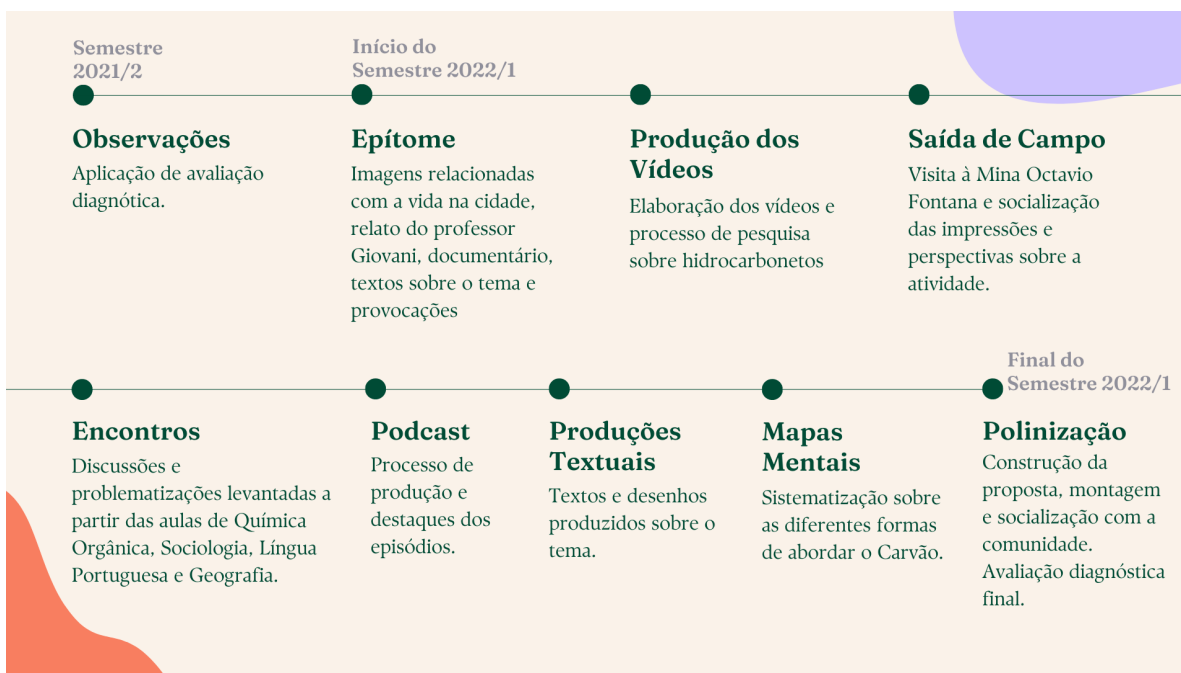 Semestre
2021/2
Início do
Semestre 2022/1
Observações
Aplicação de avaliação
diagnótica.
Epítome
Imagens relacionadas
com a vida na cidade,
relato do professor
Giovani, documentário,
textos sobre o tema e
provocações
Produção dos
Vídeos
Elaboração dos vídeos e
processo de pesquisa
sobre hidrocarbonetos
Saída de Campo
Visita à Mina Octavio
Fontana e socialização
das impressões e
perspectivas sobre a
atividade.
Final do
Semestre 2022/1
Encontros
Discussões e
problematizações levantadas a
partir das aulas de Química
Orgânica, Sociologia, Língua
Portuguesa e Geografia.
Podcast
Processo de
produção e
destaques dos
episódios.
Produções
Textuais
Textos e desenhos
produzidos sobre o
tema.
Mapas
Mentais
Sistematização sobre
as diferentes formas
de abordar o Carvão.
Polinização
Construção da
proposta, montagem
e socialização com a
comunidade.
Avaliação diagnóstica
final.